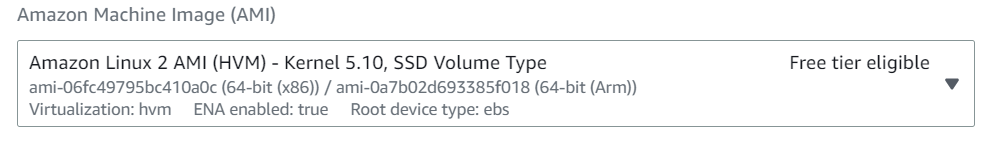 Amazon Machine Image (AMI)
Amazon Linux 2 AMI (HVM) - Kernel 5.10, SSD Volume Type Free tier eligible
ami-06fc49795bc410a0c (64-bit (x86)) / ami-0a7b02d693385f018 (64-bit (Arm))
Virtualization: hvm ENA enabled: true Root device type: ebs